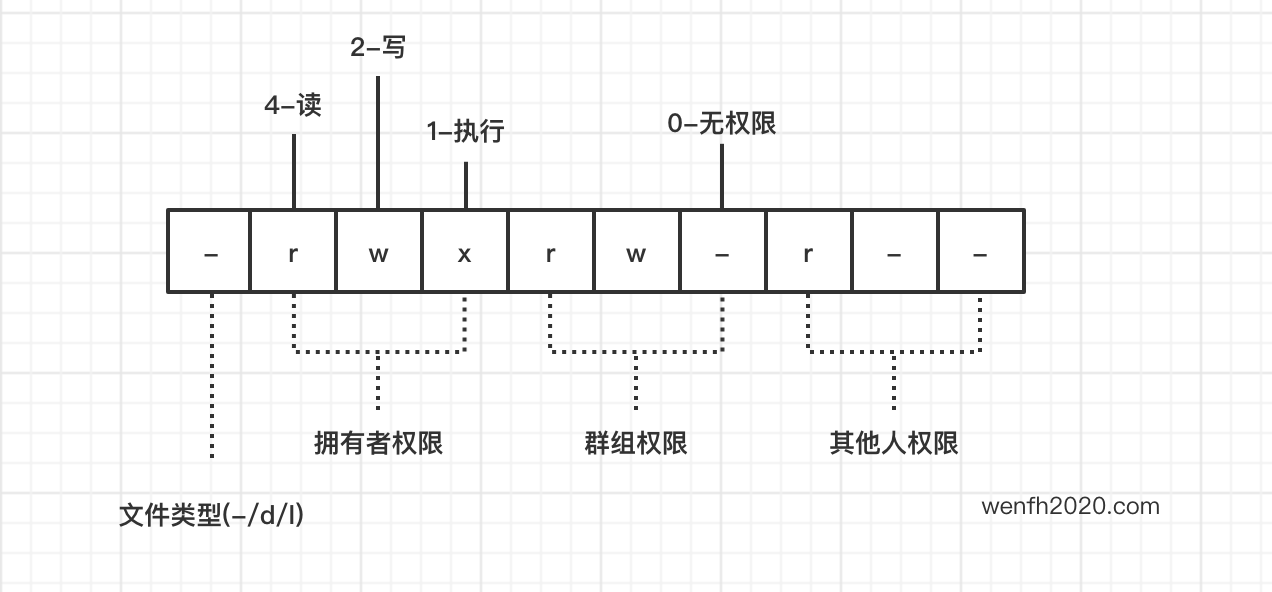 2-写
4-读
1-执行
0-无权限
- r w x r w - r - -
拥有者权限
群组权限
其他人权限
文件类型(-/d/l)
wenfh2020.com